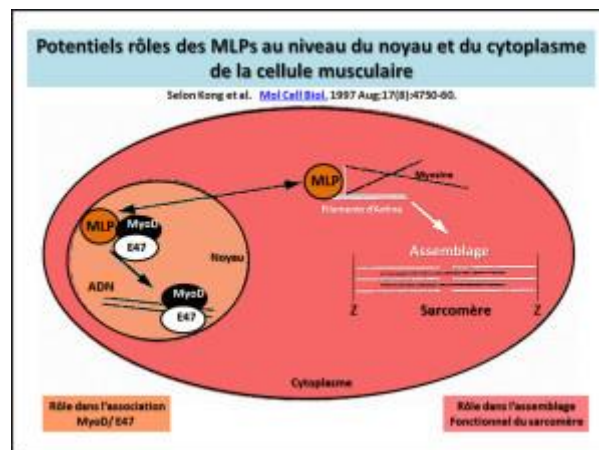 Potentiels rôles des MLPs au niveau du noyau et du cytoplasme
de la cellule musculaire
Selon Kong et al. Mol Cell Biol. 1997 Aug;17(8):4750-60.
MLP
Myosine
Filaments d'Actine
MLP
MyoD
E47
Noyau
Assemblage
ADN
MyoD
E47
Z
Sarcomère
Z
Cytoplasme
Rôle dans l'association
MyoD/ E47
Rôle dans l'assemblage
Fonctionnel du sarcomère